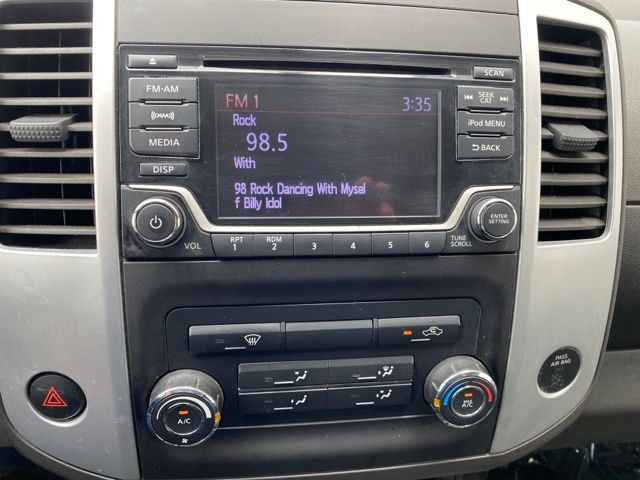 SCAN
FM·AM
(((XM)))
MEDIA
DISP
FM 1 3:35
Rock
98.5
With
98 Rock Dancing With Mysel
f Billy Idol
SEEK
CAT
iPod MENU
BACK
VOL
RPT
1
RDM
2
3
4
5
6
TUNE
SCROLL
ENTER
SETTING
A/C
MAX
A/C
PASS
AIR BAG